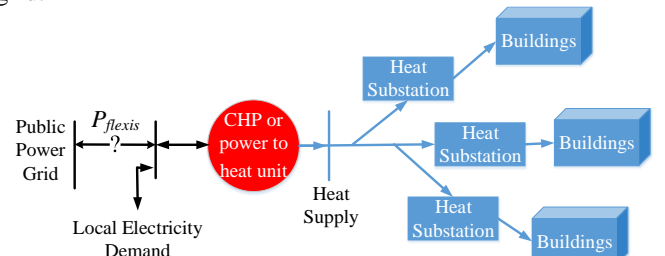 Public
Power
Grid
P_flexis
?
Local Electricity
Demand
CHP or
power to
heat unit
Heat
Supply
Heat
Substation
Buildings
Heat
Substation
Buildings
Heat
Substation
Buildings